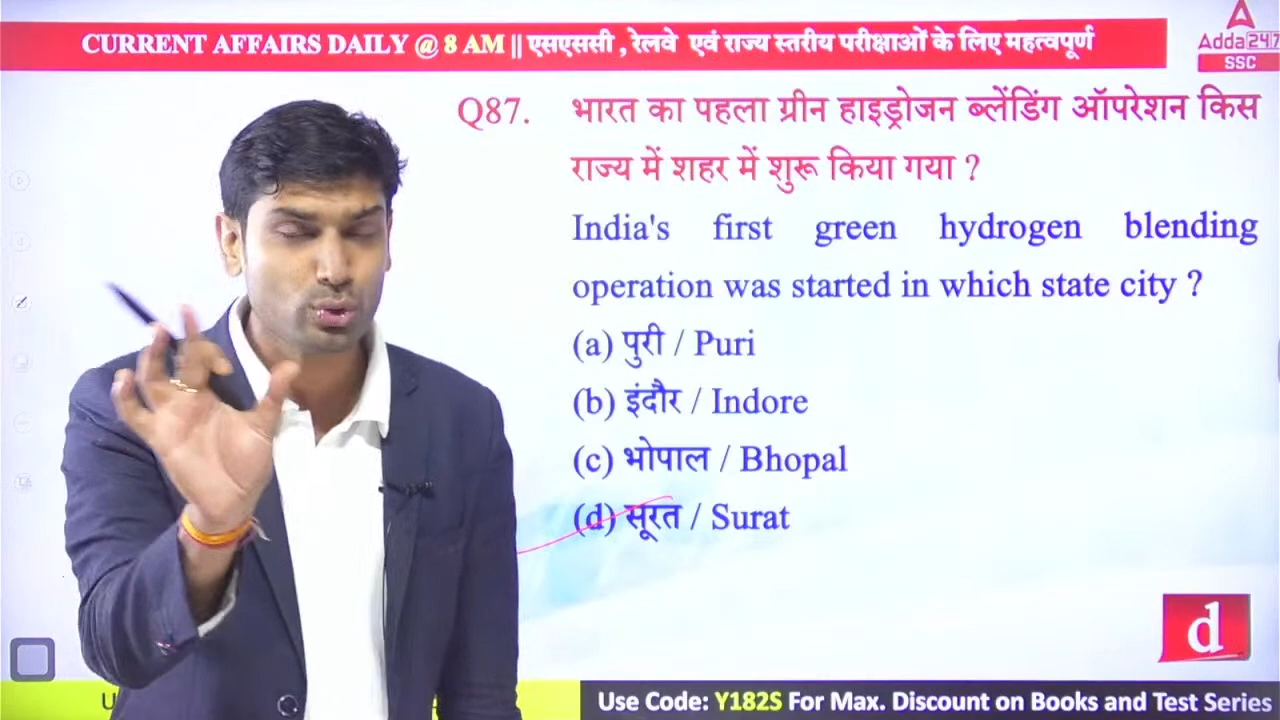 CURRENT AFFAIRS DAILY @ 8 AM || एसएससी , रेलवे एवं राज्य स्तरीय परीक्षाओं के लिए महत्वपूर्ण
Adda247
SSC
Q87. भारत का पहला ग्रीन हाइड्रोजन ब्लेंडिंग ऑपरेशन किस
राज्य में शहर में शुरू किया गया ?
India's first green hydrogen blending
operation was started in which state city ?
(a) पुरी / Puri
(b) इंदौर / Indore
(c) भोपाल / Bhopal
(d) सूरत / Surat
d
Use Code: Y182S For Max. Discount on Books and Test Series